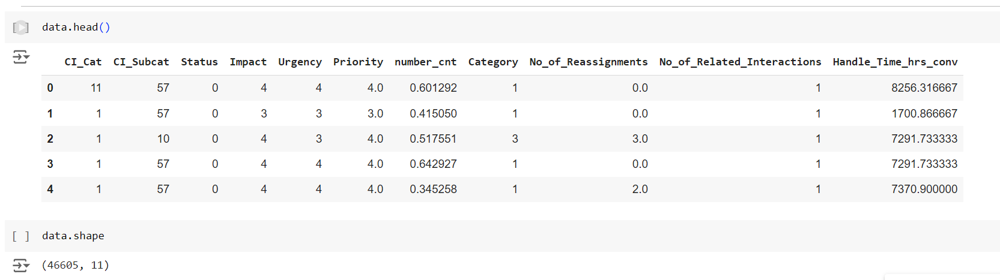 [ ] data.head()
CI_Cat CI_Subcat Status Impact Urgency Priority number_cnt Category No_of_Reassignments No_of_Related_Interactions Handle_Time_hrs_conv
0 11 57 0 4 4 4.0 0.601292 1 0.0 1 8256.316667
1 1 57 0 3 3 3.0 0.415050 1 0.0 1 1700.866667
2 1 10 0 4 3 4.0 0.517551 3 3.0 1 7291.733333
3 1 57 0 4 4 4.0 0.642927 1 0.0 1 7291.733333
4 1 57 0 4 4 4.0 0.345258 1 2.0 1 7370.900000
[ ] data.shape
(46605, 11)